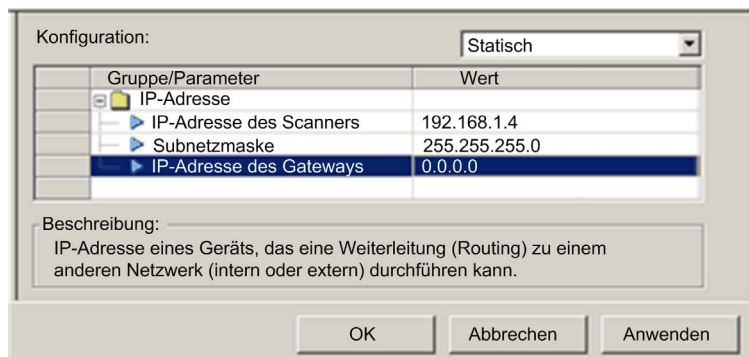 Konfiguration: Statisch
Gruppe/Parameter Wert
IP-Adresse
IP-Adresse des Scanners 192.168.1.4
Subnetzmaske 255.255.255.0
IP-Adresse des Gateways 0.0.0.0
Beschreibung:
IP-Adresse eines Geräts, das eine Weiterleitung (Routing) zu einem
anderen Netzwerk (intern oder extern) durchführen kann.
OK Abbrechen Anwenden